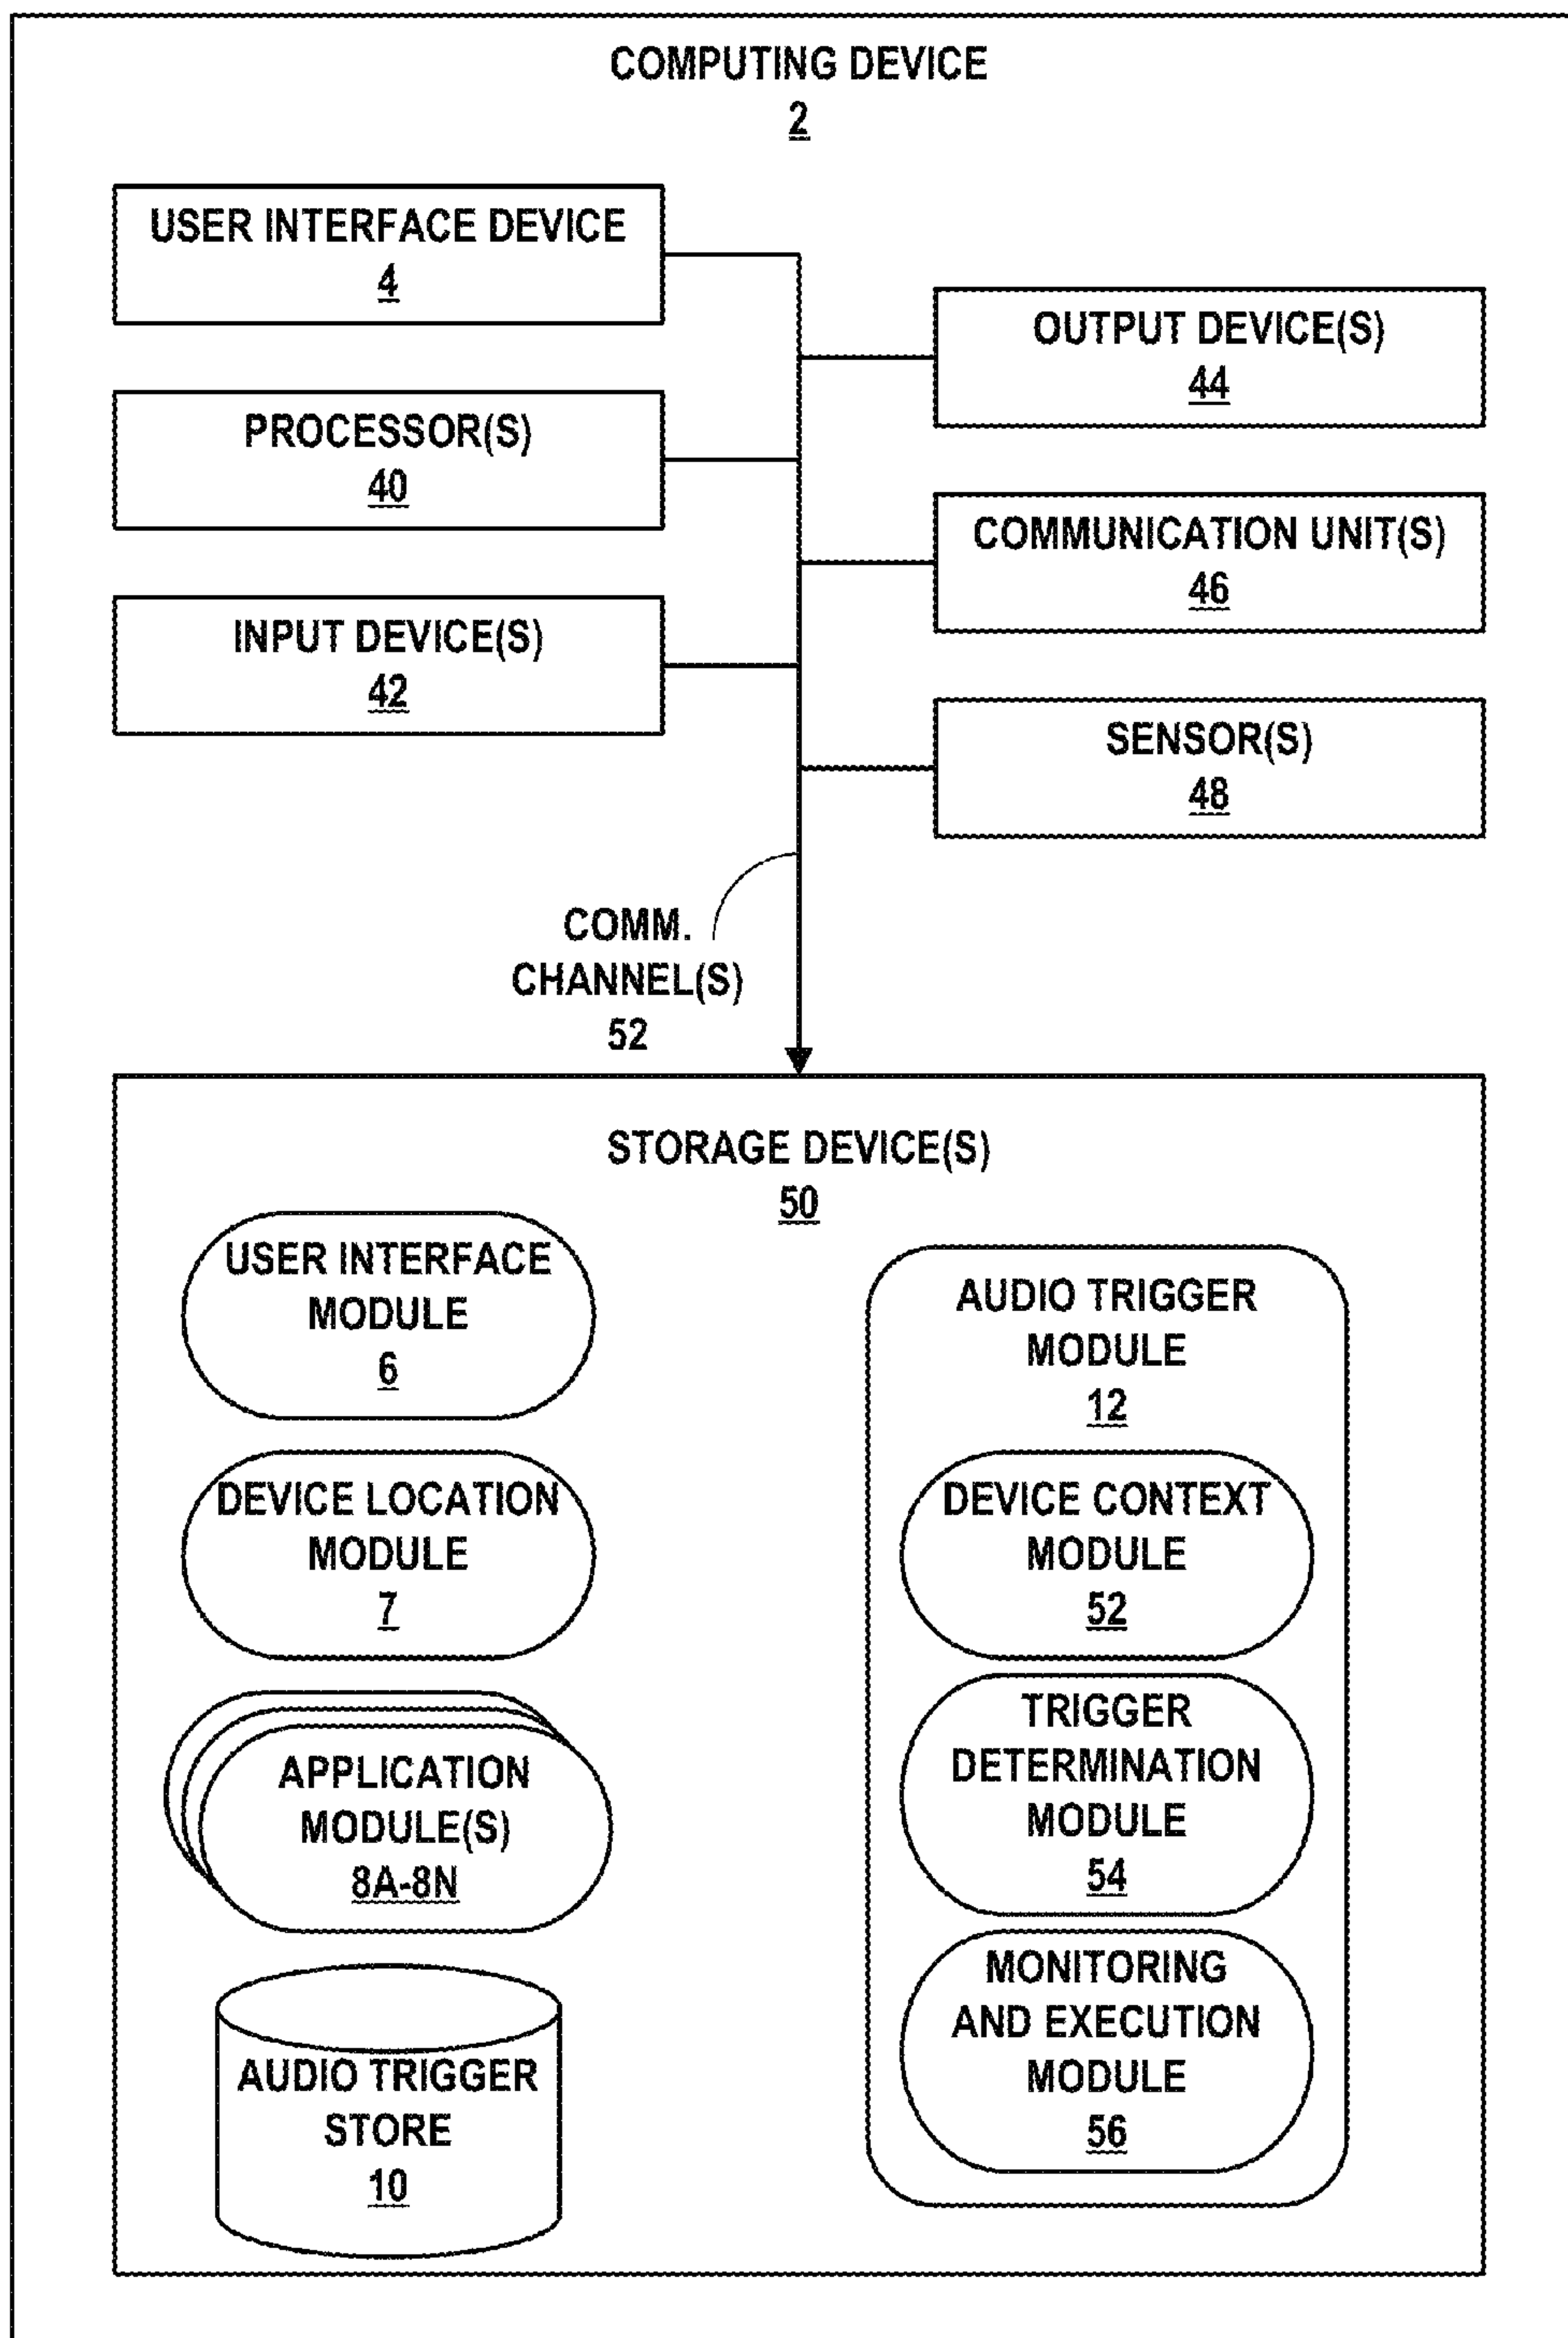 COMPUTING DEVICE
2
USER INTERFACE DEVICE
4
PROCESSOR(S)
40
INPUT DEVICE(S)
42
OUTPUT DEVICE(S)
44
COMMUNICATION UNIT(S)
46
SENSOR(S)
48
COMM.
CHANNEL(S)
52
STORAGE DEVICE(S)
50
USER INTERFACE
MODULE
6
DEVICE LOCATION
MODULE
7
APPLICATION
MODULE(S)
8A-8N
AUDIO TRIGGER
STORE
10
AUDIO TRIGGER
MODULE
12
DEVICE CONTEXT
MODULE
52
TRIGGER
DETERMINATION
MODULE
54
MONITORING
AND EXECUTION
MODULE
56